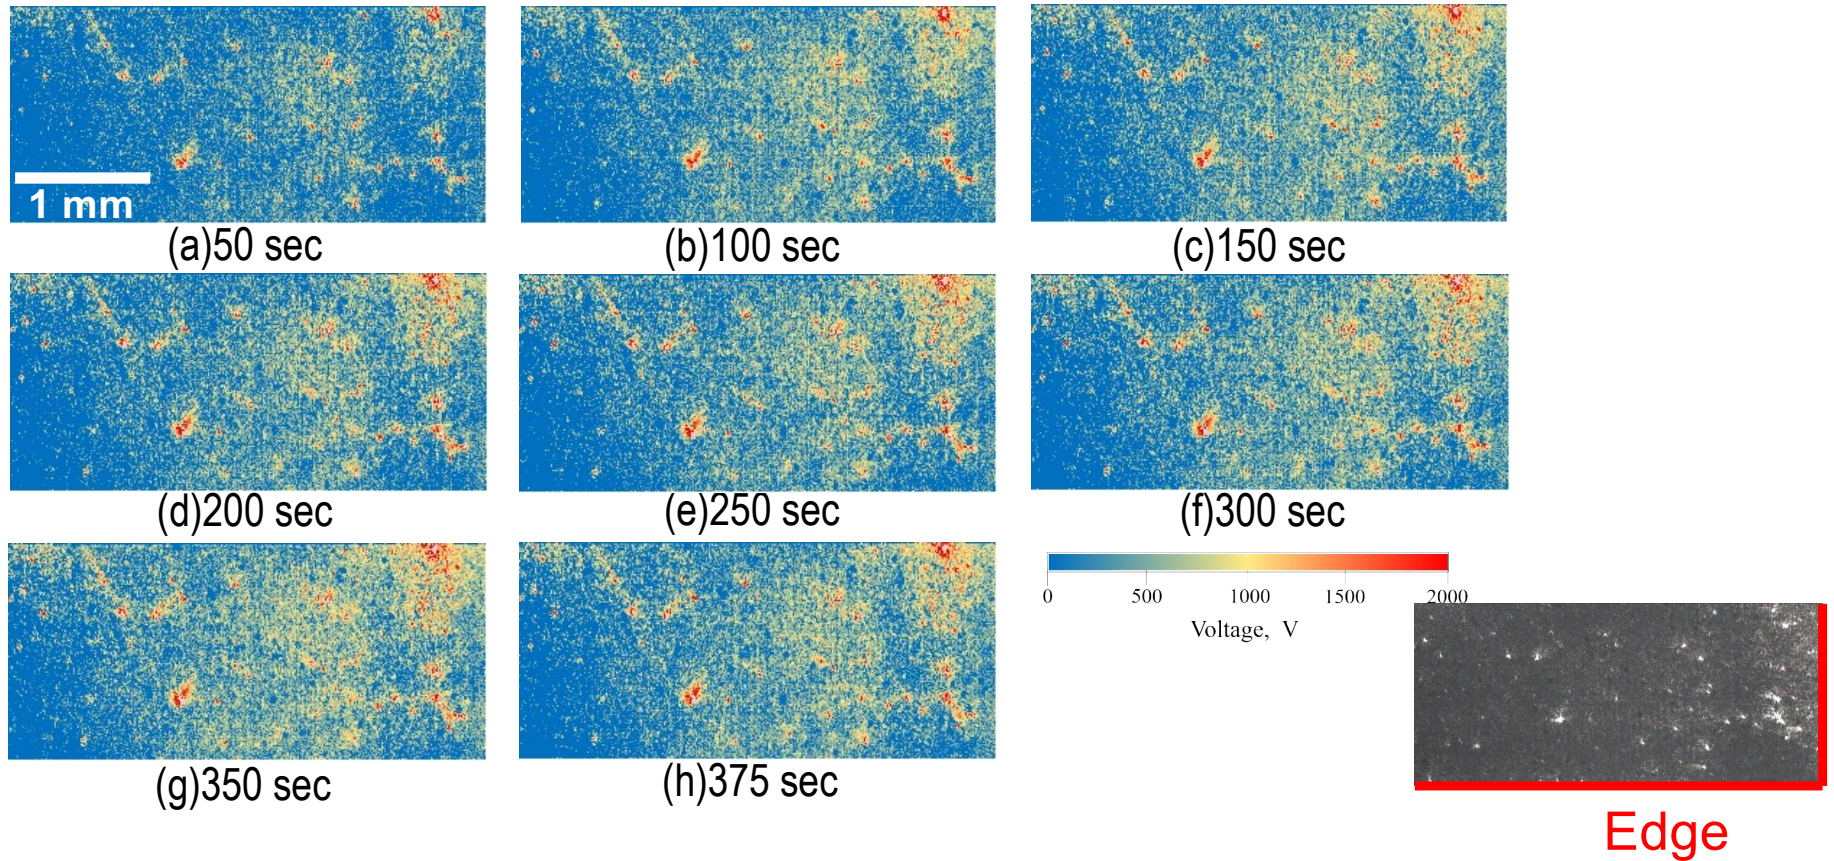 1 mm
(a)50 sec
(b)100 sec
(c)150 sec
(d)200 sec
(e)250 sec
(f)300 sec
(g)350 sec
(h)375 sec
0 500 1000 1500 2000
Voltage, V
Edge